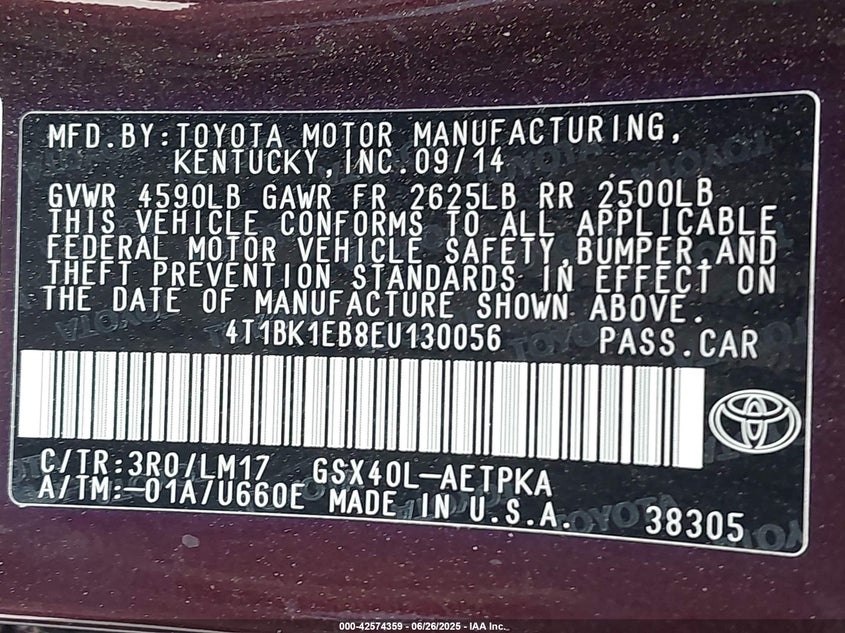 MFD.BY:TOYOTA MOTOR MANUFACTURING,
KENTUCKY,INC.09/14
GVWR 4590LB GAWR FR 2625LB RR 2500LB
THIS VEHICLE CONFORMS TO ALL APPLICABLE
FEDERAL MOTOR VEHICLE SAFETY,BUMPER,AND
THEFT PREVENTION STANDARDS IN EFFECT ON
THE DATE OF MANUFACTURE SHOWN ABOVE.
4T1BK1EB8EU130056 PASS.CAR
C/TR:3R0/LM17 GSX40L-AETPKA
A/TM:-01A/U660E MADE IN U.S.A. 38305
000-42574359 - 06/26/2025 - IAA Inc.